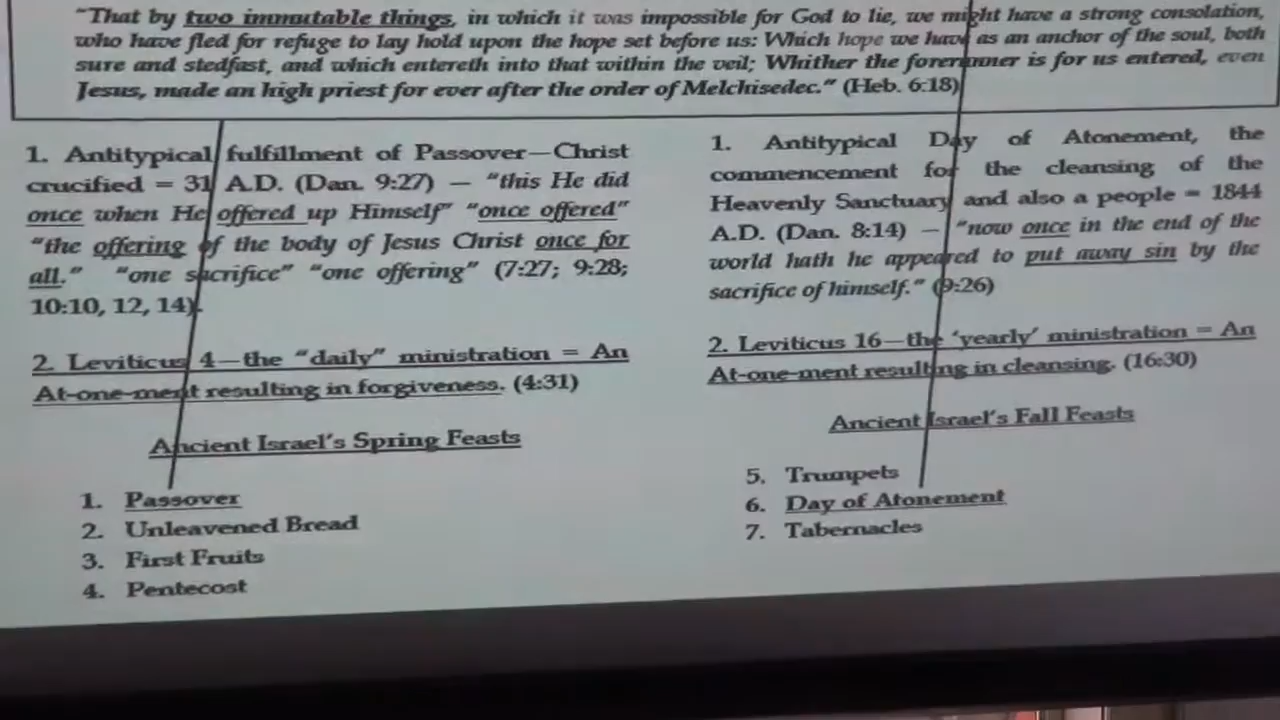 "That by two immutable things, in which it was impossible for God to lie, we might have a strong consolation,
who have fled for refuge to lay hold upon the hope set before us: Which hope we have as an anchor of the soul, both
sure and stedfast, and which entereth into that within the veil; Whither the forerunner is for us entered, even
Jesus, made an high priest for ever after the order of Melchisedec." (Heb. 6:18)
1. Antitypical fulfillment of Passover—Christ
crucified = 31 A.D. (Dan. 9:27) — "this He did
once when He offered up Himself" "once offered"
"the offering of the body of Jesus Christ once for
all." "one sacrifice" "one offering" (7:27; 9:28;
10:10, 12, 14).
2. Leviticus 4—the "daily" ministration = An
At-one-ment resulting in forgiveness. (4:31)
Ancient Israel's Spring Feasts
1. Passover
2. Unleavened Bread
3. First Fruits
4. Pentecost
1. Antitypical Day of Atonement, the
commencement for the cleansing of the
Heavenly Sanctuary and also a people = 1844
A.D. (Dan. 8:14) — "now once in the end of the
world hath he appeared to put away sin by the
sacrifice of himself." (9:26)
2. Leviticus 16—the 'yearly' ministration = An
At-one-ment resulting in cleansing. (16:30)
Ancient Israel's Fall Feasts
5. Trumpets
6. Day of Atonement
7. Tabernacles